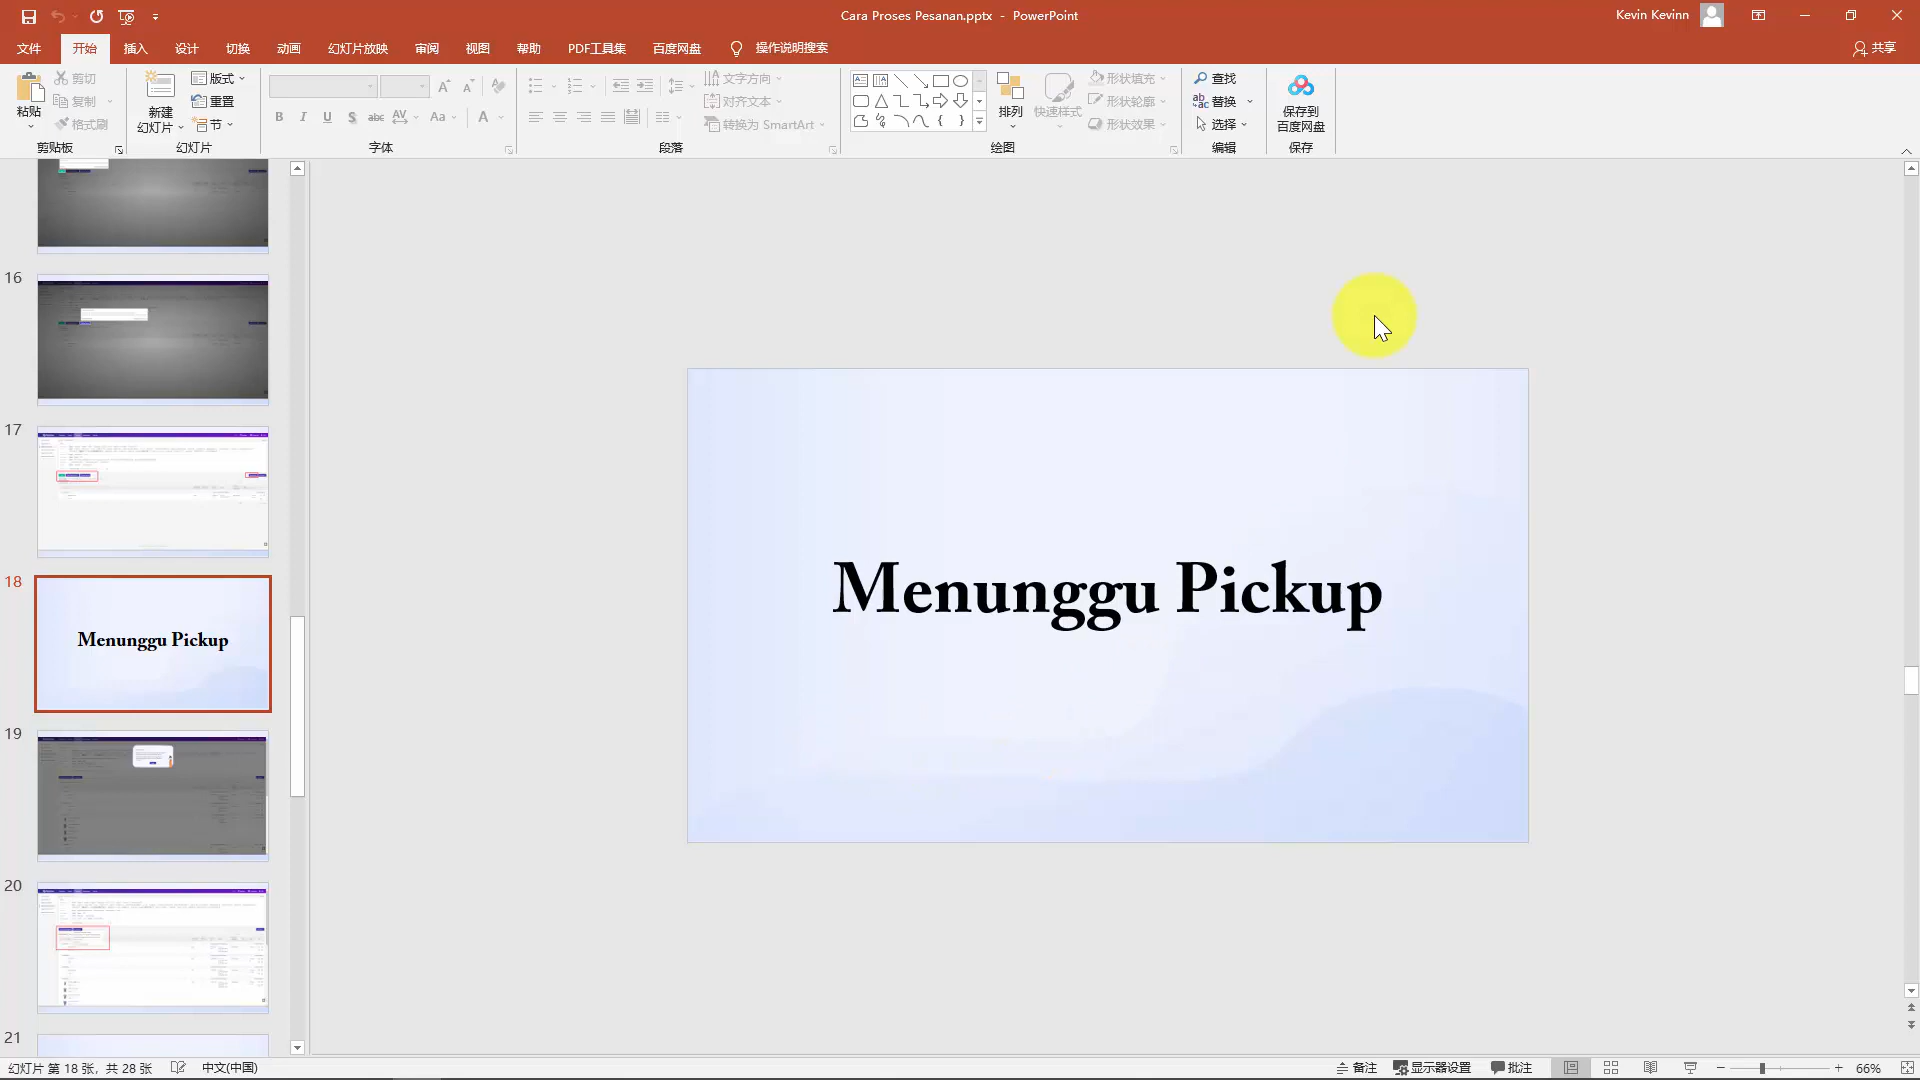 Cara Proses Pesanan.pptx - PowerPoint
Kevin Kevinn
文件 开始 插入 设计 切换 动画 幻灯片放映 审阅 视图 帮助 PDF工具集 百度网盘 操作说明搜索
共享
粘贴
剪切
复制
格式刷
剪贴板
新建
幻灯片
版式
重置
节
幻灯片
B I U S abc AV Aa A
字体
文字方向
对齐文本
转换为 SmartArt
段落
排列
快速样式
形状填充
形状轮廓
形状效果
绘图
查找
替换
选择
编辑
保存到
百度网盘
保存
16
17
18
Menunggu Pickup
19
20
21
Menunggu Pickup
幻灯片 第 18 张, 共 28 张
中文(中国)
备注
显示器设置
批注
66%